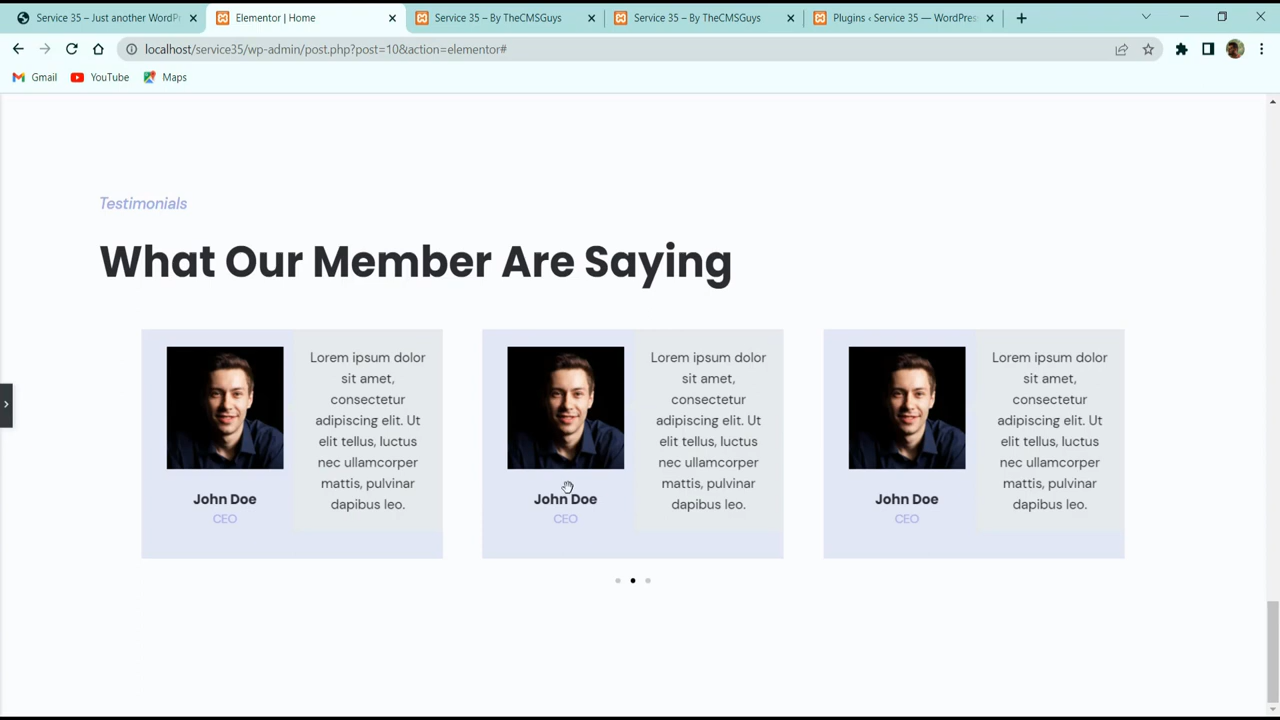 Service 35 – Just another WordPr
Elementor | Home
Service 35 – By TheCMSGuys
Service 35 – By TheCMSGuys
Plugins ‹ Service 35 — WordPres
localhost/service35/wp-admin/post.php?post=10&action=elementor#
Gmail
YouTube
Maps
Testimonials
What Our Member Are Saying
Lorem ipsum dolor
sit amet,
consectetur
adipiscing elit. Ut
elit tellus, luctus
nec ullamcorper
mattis, pulvinar
dapibus leo.
John Doe
CEO
Lorem ipsum dolor
sit amet,
consectetur
adipiscing elit. Ut
elit tellus, luctus
nec ullamcorper
mattis, pulvinar
dapibus leo.
John Doe
CEO
Lorem ipsum dolor
sit amet,
consectetur
adipiscing elit. Ut
elit tellus, luctus
nec ullamcorper
mattis, pulvinar
dapibus leo.
John Doe
CEO